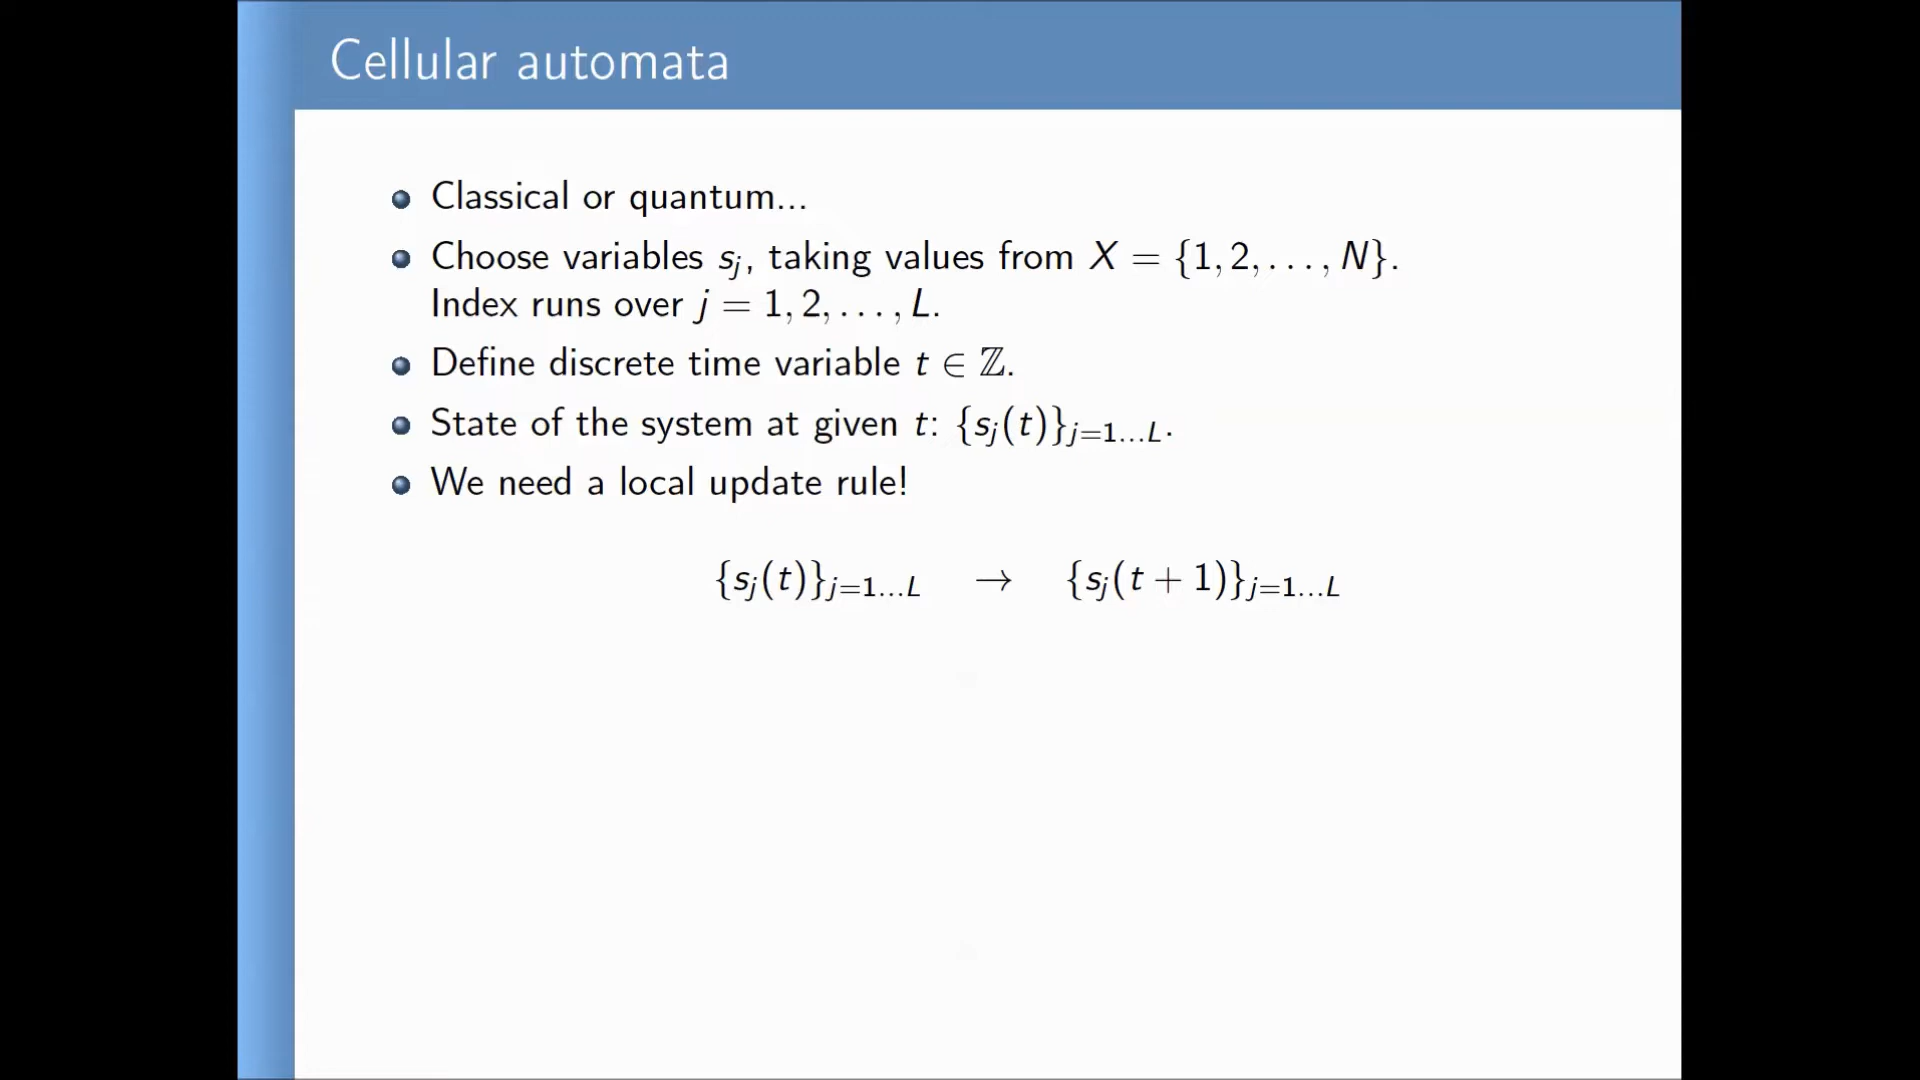 Cellular automata
Classical or quantum...
Choose variables s_j, taking values from X = {1, 2, . . . , N}.
Index runs over j = 1, 2, . . . , L.
Define discrete time variable t ∈ ℤ.
State of the system at given t: {s_j(t)}_{j=1...L}.
We need a local update rule!
{s_j(t)}_{j=1...L} → {s_j(t + 1)}_{j=1...L}